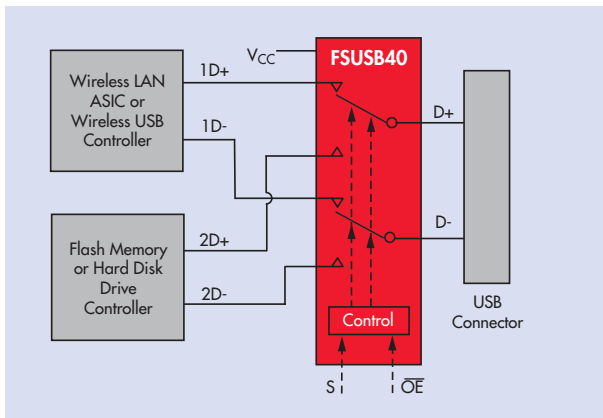 VCC
FSUSB40
Wireless LAN
ASIC or
Wireless USB
Controller
1D+
1D-
D+
D-
Flash Memory
or Hard Disk
Drive
Controller
2D+
2D-
USB
Connector
Control
S
OE